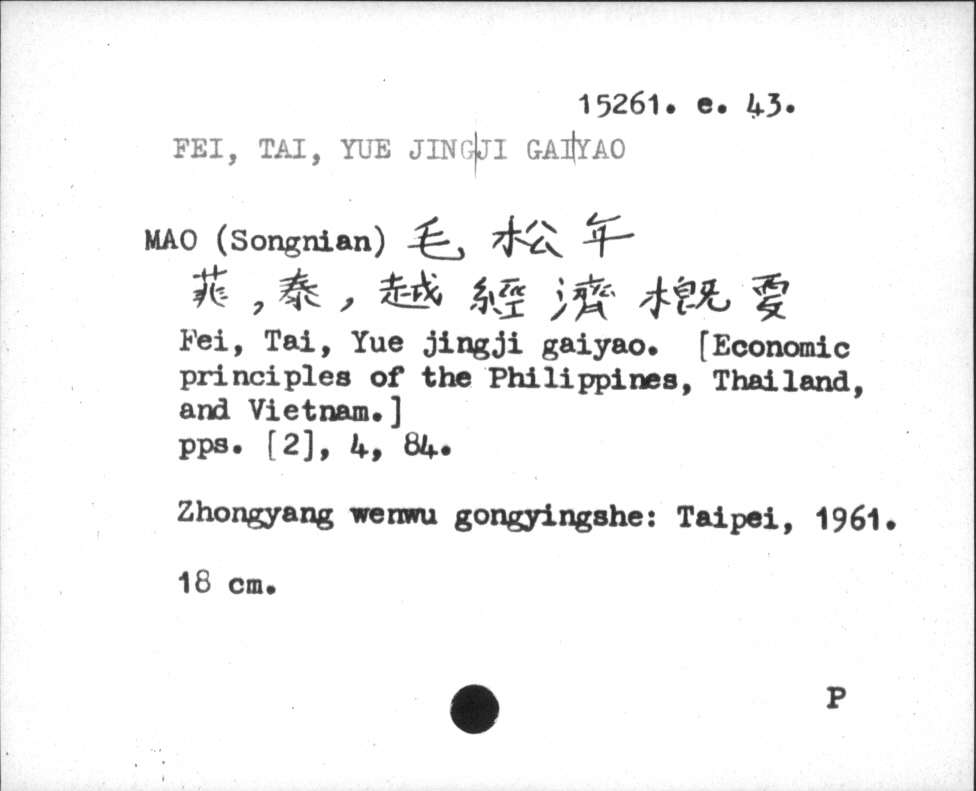 15261. e. 43.
FEI, TAI, YUE JINGJI GAIYAO
MAO (Songnian) 毛, 松年
菲, 泰, 越 經濟概要
Fei, Tai, Yue jingji gaiyao. [Economic
principles of the Philippines, Thailand,
and Vietnam.]
pps. [2], 4, 84.
Zhongyang wenwu gongyingshe: Taipei, 1961.
18 cm.
P